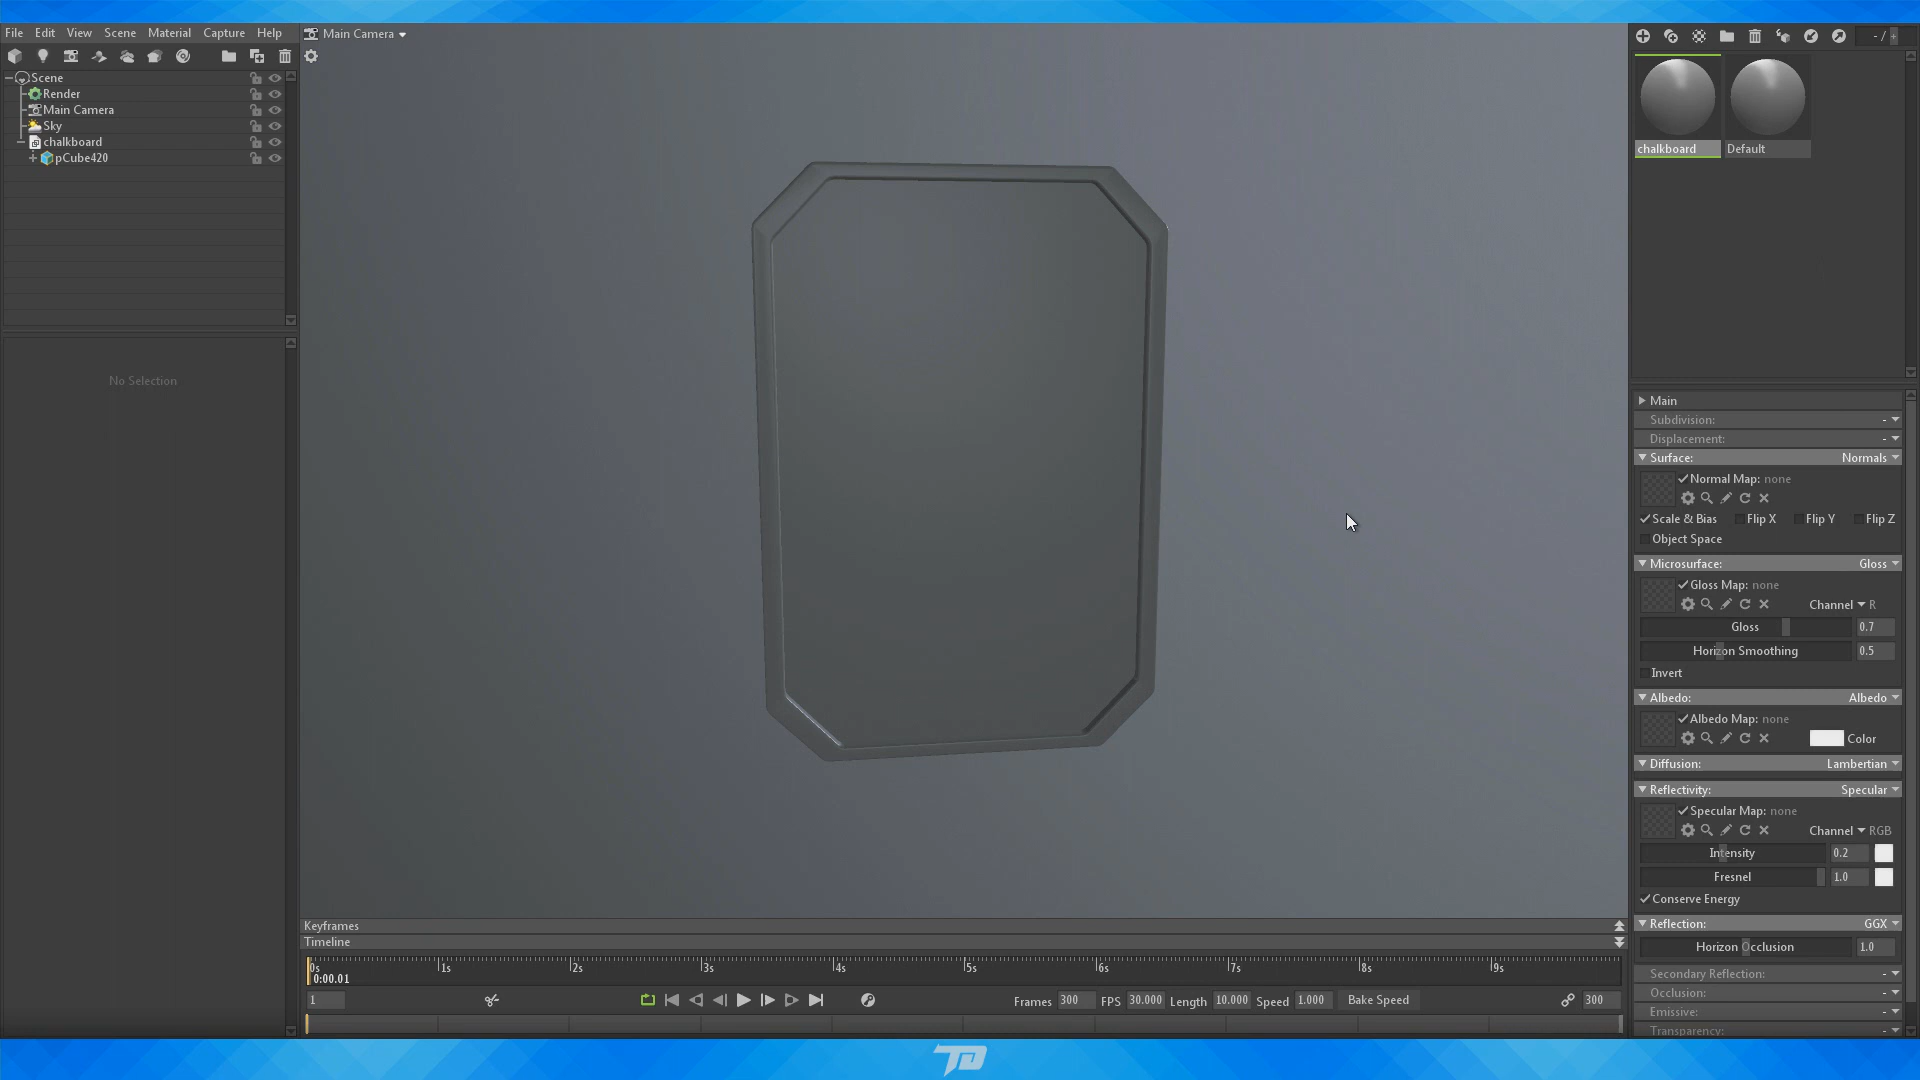 File Edit View Scene Material Capture Help
Main Camera
- / +
Scene
Render
Main Camera
Sky
chalkboard
pCube420
chalkboard
Default
No Selection
Main
Subdivision: -
Displacement: -
Surface: Normals
Normal Map: none
Scale & Bias Flip X Flip Y Flip Z
Object Space
Microsurface: Gloss
Gloss Map: none
Channel R
Gloss 0.7
Horizon Smoothing 0.5
Invert
Albedo: Albedo
Albedo Map: none
Color
Diffusion: Lambertian
Reflectivity: Specular
Specular Map: none
Channel RGB
Intensity 0.2
Fresnel 1.0
Conserve Energy
Reflection: GGX
Horizon Occlusion 1.0
Secondary Reflection: -
Occlusion: -
Emissive: -
Transparency: -
Keyframes
Timeline
0s 1s 2s 3s 4s 5s 6s 7s 8s 9s
0:00.01
1 Frames 300 FPS 30.000 Length 10.000 Speed 1.000 Bake Speed 300